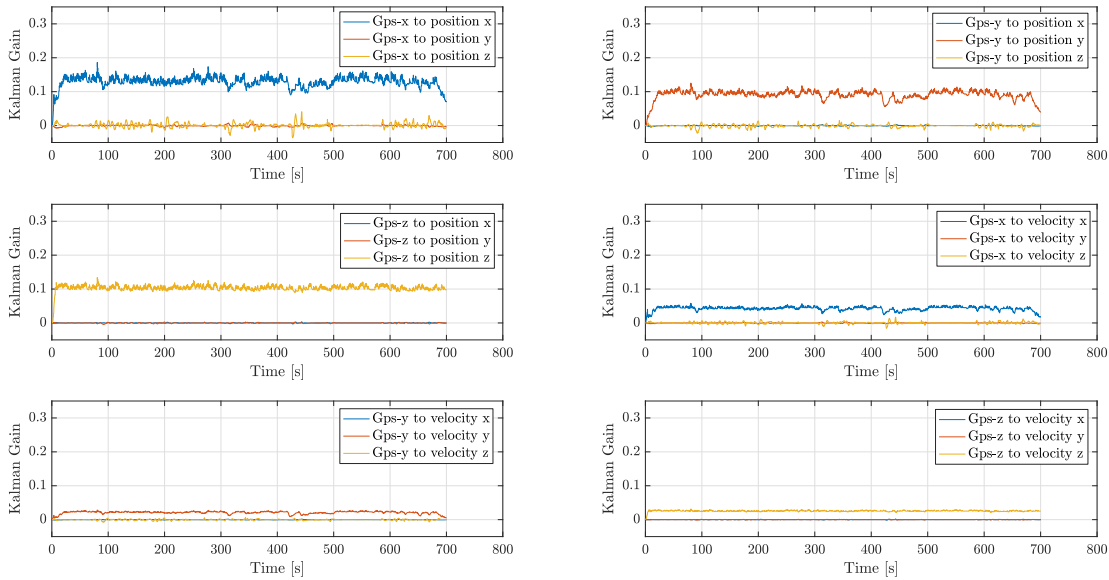 Kalman Gain
0.3
0.2
0.1
0
Gps-x to position x
Gps-x to position y
Gps-x to position z
0 100 200 300 400 500 600 700 800
Time [s]
Kalman Gain
0.3
0.2
0.1
0
Gps-y to position x
Gps-y to position y
Gps-y to position z
0 100 200 300 400 500 600 700 800
Time [s]
Kalman Gain
0.3
0.2
0.1
0
Gps-z to position x
Gps-z to position y
Gps-z to position z
0 100 200 300 400 500 600 700 800
Time [s]
Kalman Gain
0.3
0.2
0.1
0
Gps-x to velocity x
Gps-x to velocity y
Gps-x to velocity z
0 100 200 300 400 500 600 700 800
Time [s]
Kalman Gain
0.3
0.2
0.1
0
Gps-y to velocity x
Gps-y to velocity y
Gps-y to velocity z
0 100 200 300 400 500 600 700 800
Time [s]
Kalman Gain
0.3
0.2
0.1
0
Gps-z to velocity x
Gps-z to velocity y
Gps-z to velocity z
0 100 200 300 400 500 600 700 800
Time [s]